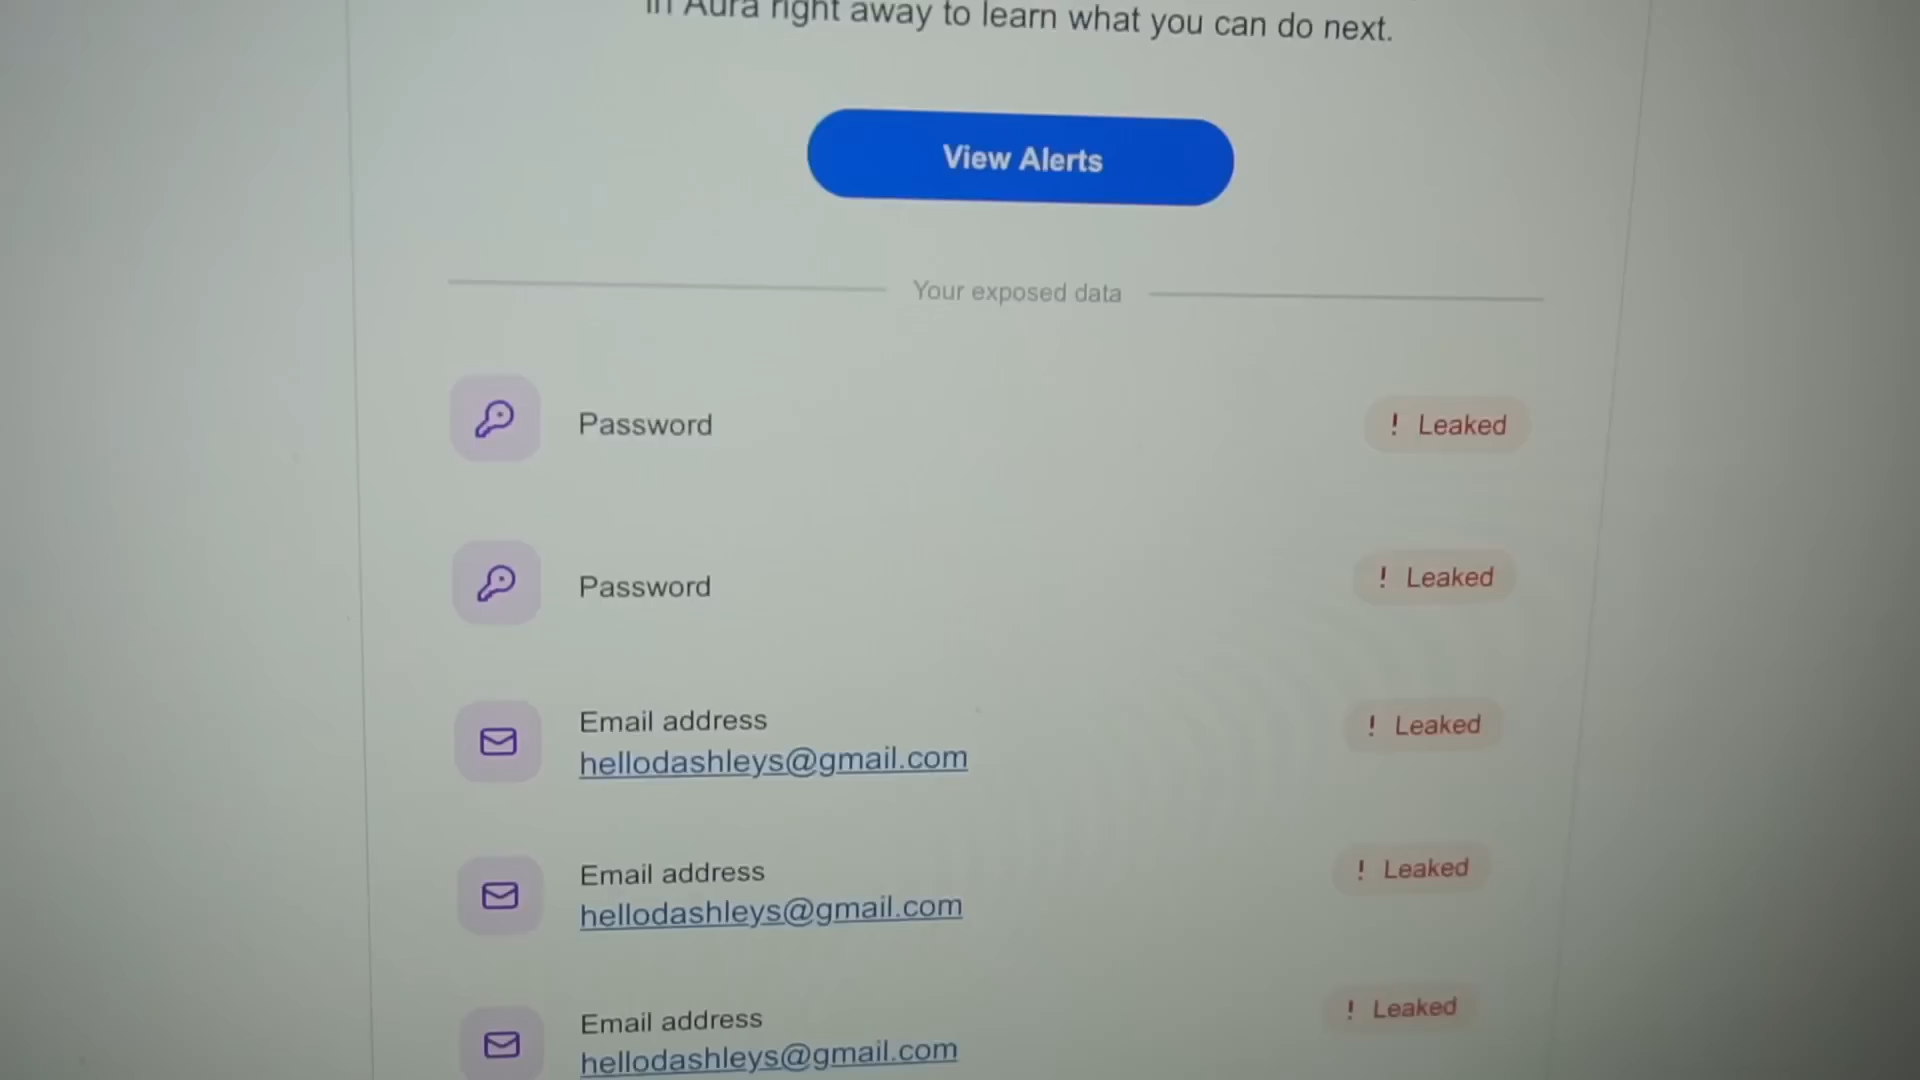 in Aura right away to learn what you can do next.
View Alerts
Your exposed data
Password
! Leaked
Password
! Leaked
Email address
hellodashleys@gmail.com
! Leaked
Email address
hellodashleys@gmail.com
! Leaked
Email address
hellodashleys@gmail.com
! Leaked